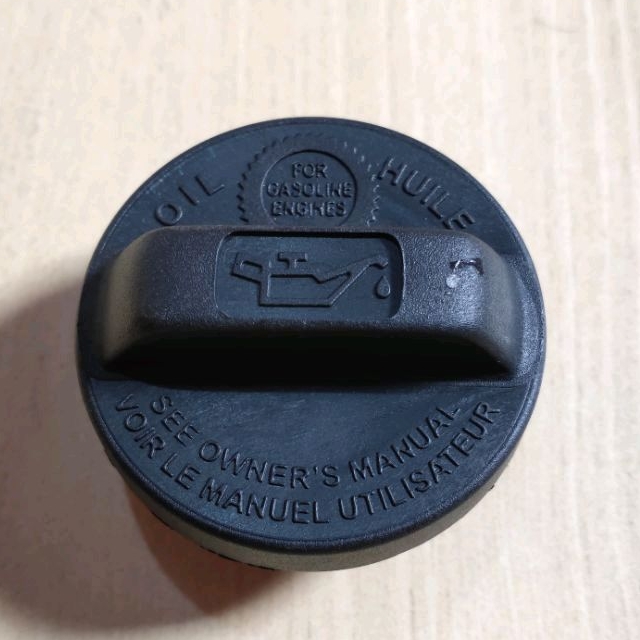 FOR
GASOLINE
ENGINES
OIL
HUILE
SEE OWNER'S MANUAL
VOIR LE MANUEL UTILISATEUR